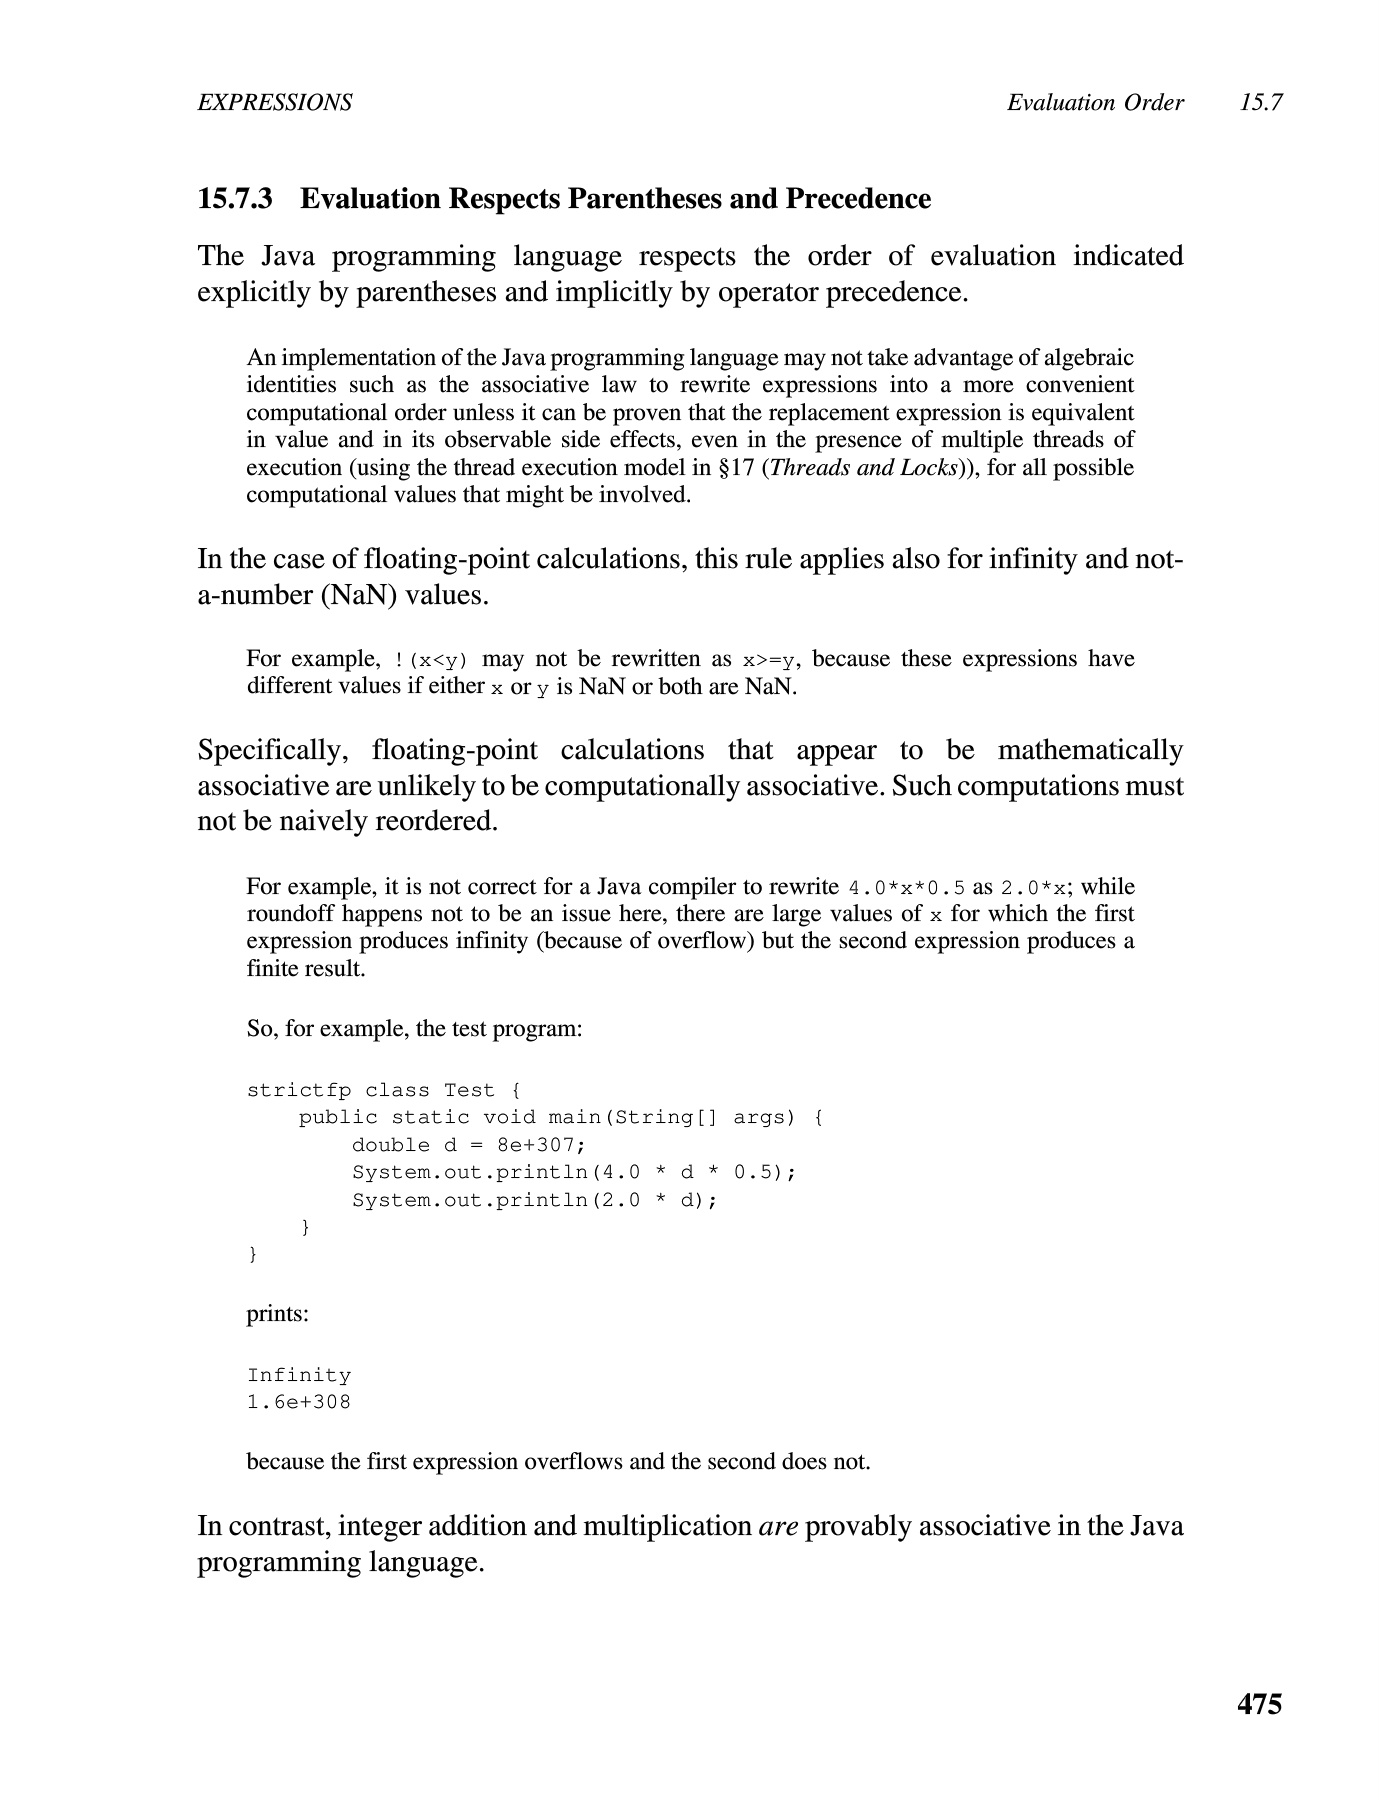 EXPRESSIONS Evaluation Order 15.7
15.7.3 Evaluation Respects Parentheses and Precedence
The Java programming language respects the order of evaluation indicated
explicitly by parentheses and implicitly by operator precedence.
An implementation of the Java programming language may not take advantage of algebraic
identities such as the associative law to rewrite expressions into a more convenient
computational order unless it can be proven that the replacement expression is equivalent
in value and in its observable side effects, even in the presence of multiple threads of
execution (using the thread execution model in §17 (Threads and Locks)), for all possible
computational values that might be involved.
In the case of floating-point calculations, this rule applies also for infinity and not-
a-number (NaN) values.
For example, !(x<y) may not be rewritten as x>=y, because these expressions have
different values if either x or y is NaN or both are NaN.
Specifically, floating-point calculations that appear to be mathematically
associative are unlikely to be computationally associative. Such computations must
not be naively reordered.
For example, it is not correct for a Java compiler to rewrite 4.0*x*0.5 as 2.0*x; while
roundoff happens not to be an issue here, there are large values of x for which the first
expression produces infinity (because of overflow) but the second expression produces a
finite result.
So, for example, the test program:
strictfp class Test {
    public static void main(String[] args) {
        double d = 8e+307;
        System.out.println(4.0 * d * 0.5);
        System.out.println(2.0 * d);
    }
}
prints:
Infinity
1.6e+308
because the first expression overflows and the second does not.
In contrast, integer addition and multiplication are provably associative in the Java
programming language.
475